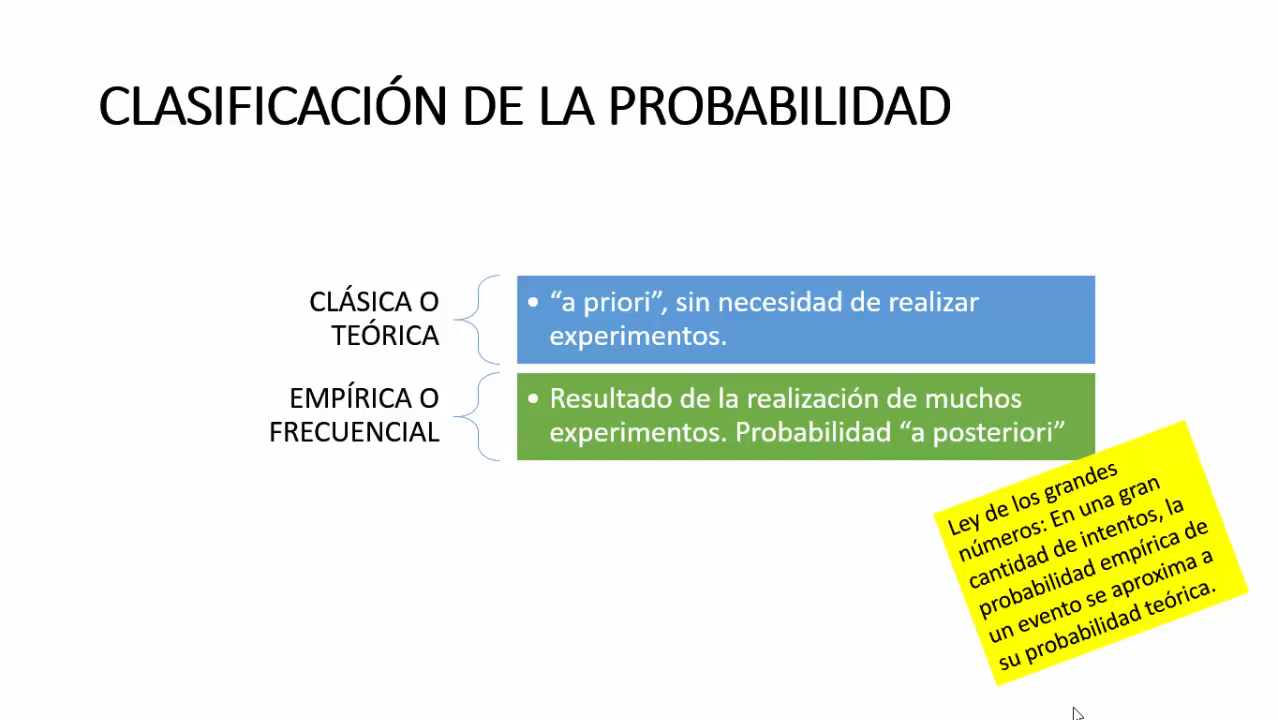 CLASIFICACIÓN DE LA PROBABILIDAD
CLÁSICA O
TEÓRICA
• “a priori”, sin necesidad de realizar
experimentos.
EMPÍRICA O
FRECUENCIAL
• Resultado de la realización de muchos
experimentos. Probabilidad “a posteriori”
Ley de los grandes
números: En una gran
cantidad de intentos, la
probabilidad empírica de
un evento se aproxima a
su probabilidad teórica.